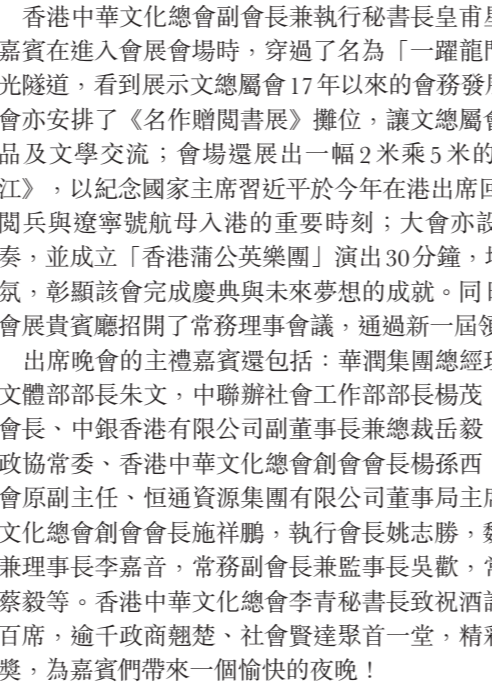 香港中華文化總會副會長兼執行秘書長皇甫星
嘉賓在進入會展會場時，穿過了名為「一躍龍門
光隧道，看到展示文總屬會17年以來的會務發展
會亦安排了《名作贈閱書展》攤位，讓文總屬會
品及文學交流；會場還展出一幅2米乘5米的
江》，以紀念國家主席習近平於今年在港出席回
閱兵與遼寧號航母入港的重要時刻；大會亦設
奏，並成立「香港蒲公英樂團」演出30分鐘，
氛，彰顯該會完成慶典與未來夢想的成就。同日
會展貴賓廳招開了常務理事會議，通過新一屆領
出席晚會的主禮嘉賓還包括：華潤集團總經理
文體部部長朱文，中聯辦社會工作部部長楊茂
會長、中銀香港有限公司副董事長兼總裁岳毅
政協常委、香港中華文化總會創會會長楊孫西
會原副主任、恒通資源集團有限公司董事局主席
文化總會創會會長施祥鵬，執行會長姚志勝，
兼理事長李嘉音，常務副會長兼監事長吳歡，常
蔡毅等。香港中華文化總會李青秘書長致祝酒
百席，逾千政商翹楚、社會賢達聚首一堂，精彩
獎，為嘉賓們帶來一個愉快的夜晚！